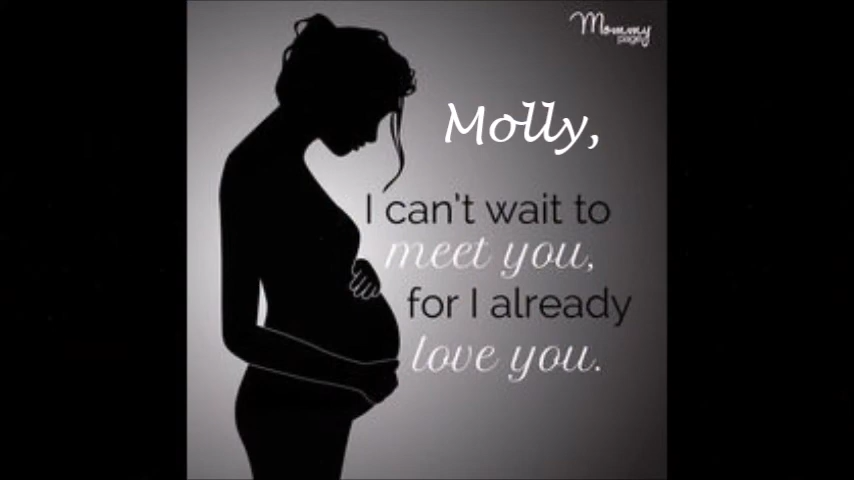 Mommy
page
Molly,
I can't wait to
meet you,
for I already
love you.